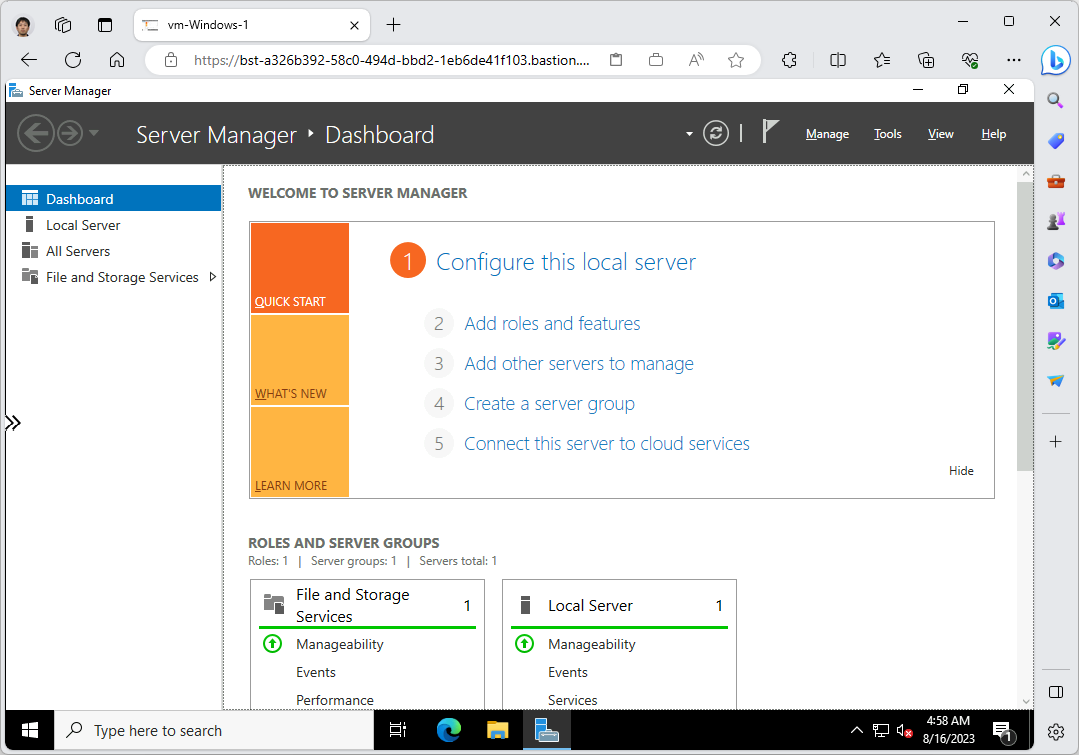 vm-Windows-1
https://bst-a326b392-58c0-494d-bbd2-1eb6de41f103.bastion....
Server Manager
Server Manager ‣ Dashboard
Manage Tools View Help
Dashboard
Local Server
All Servers
File and Storage Services
WELCOME TO SERVER MANAGER
QUICK START
WHAT'S NEW
LEARN MORE
1 Configure this local server
2 Add roles and features
3 Add other servers to manage
4 Create a server group
5 Connect this server to cloud services
Hide
ROLES AND SERVER GROUPS
Roles: 1 | Server groups: 1 | Servers total: 1
File and Storage
Services
1
Manageability
Events
Performance
Local Server 1
Manageability
Events
Services
Type here to search
4:58 AM
8/16/2023
1